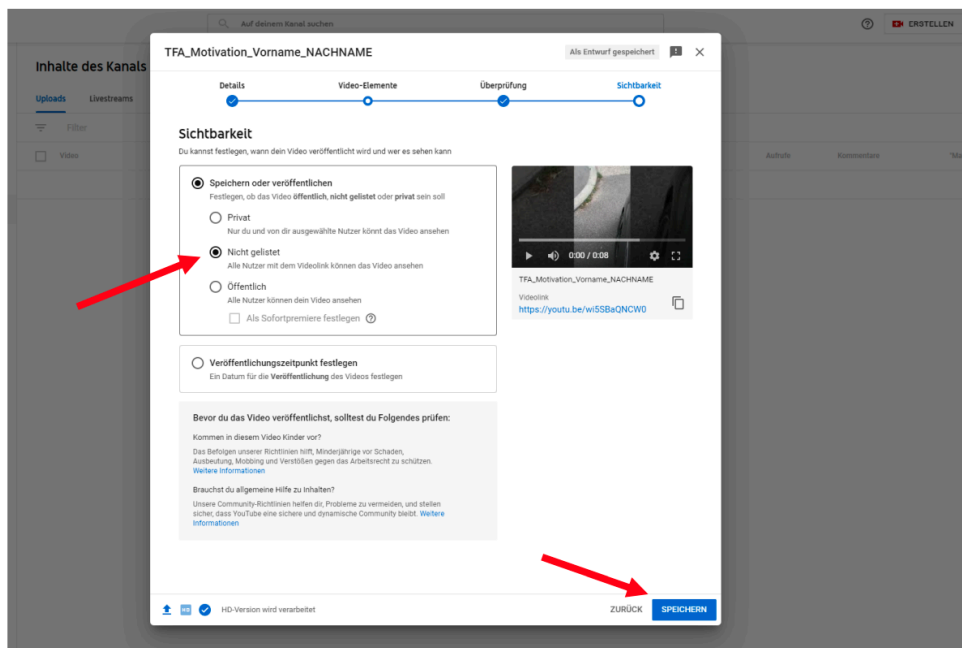 Auf deinem Kanal suchen
ERSTELLEN
TFA_Motivation_Vorname_NACHNAME
Als Entwurf gespeichert
Inhalte des Kanals
Details
Video-Elemente
Überprüfung
Sichtbarkeit
Uploads
Livestreams
Filter
Video
Aufrufe
Kommentare
Sichtbarkeit
Du kannst festlegen, wann dein Video veröffentlicht wird und wer es sehen kann
Speichern oder veröffentlichen
Festlegen, ob das Video öffentlich, nicht gelistet oder privat sein soll
Privat
Nur du und von dir ausgewählte Nutzer könnt das Video ansehen
Nicht gelistet
Alle Nutzer mit dem Videolink können das Video ansehen
Öffentlich
Alle Nutzer können dein Video ansehen
Als Sofortpremiere festlegen
0:00 / 0:08
TFA_Motivation_Vorname_NACHNAME
Videolink
https://youtu.be/wi5SBaQNCW0
Veröffentlichungszeitpunkt festlegen
Ein Datum für die Veröffentlichung des Videos festlegen
Bevor du das Video veröffentlichst, solltest du Folgendes prüfen:
Kommen in diesem Video Kinder vor?
Das Befolgen unserer Richtlinien hilft, Minderjährige vor Schaden,
Ausbeutung, Mobbing und Verstößen gegen das Arbeitsrecht zu schützen.
Weitere Informationen
Brauchst du allgemeine Hilfe zu Inhalten?
Unsere Community-Richtlinien helfen dir, Probleme zu vermeiden, und stellen
sicher, dass YouTube eine sichere und dynamische Community bleibt. Weitere
Informationen
HD
HD-Version wird verarbeitet
ZURÜCK
SPEICHERN